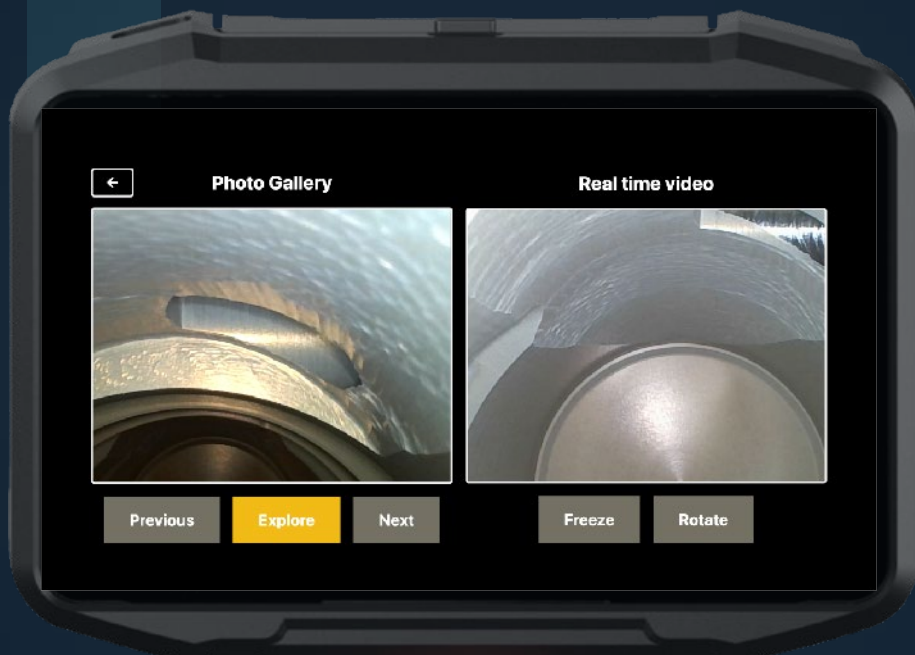 ←
Photo Gallery
Real time video
Previous
Explore
Next
Freeze
Rotate